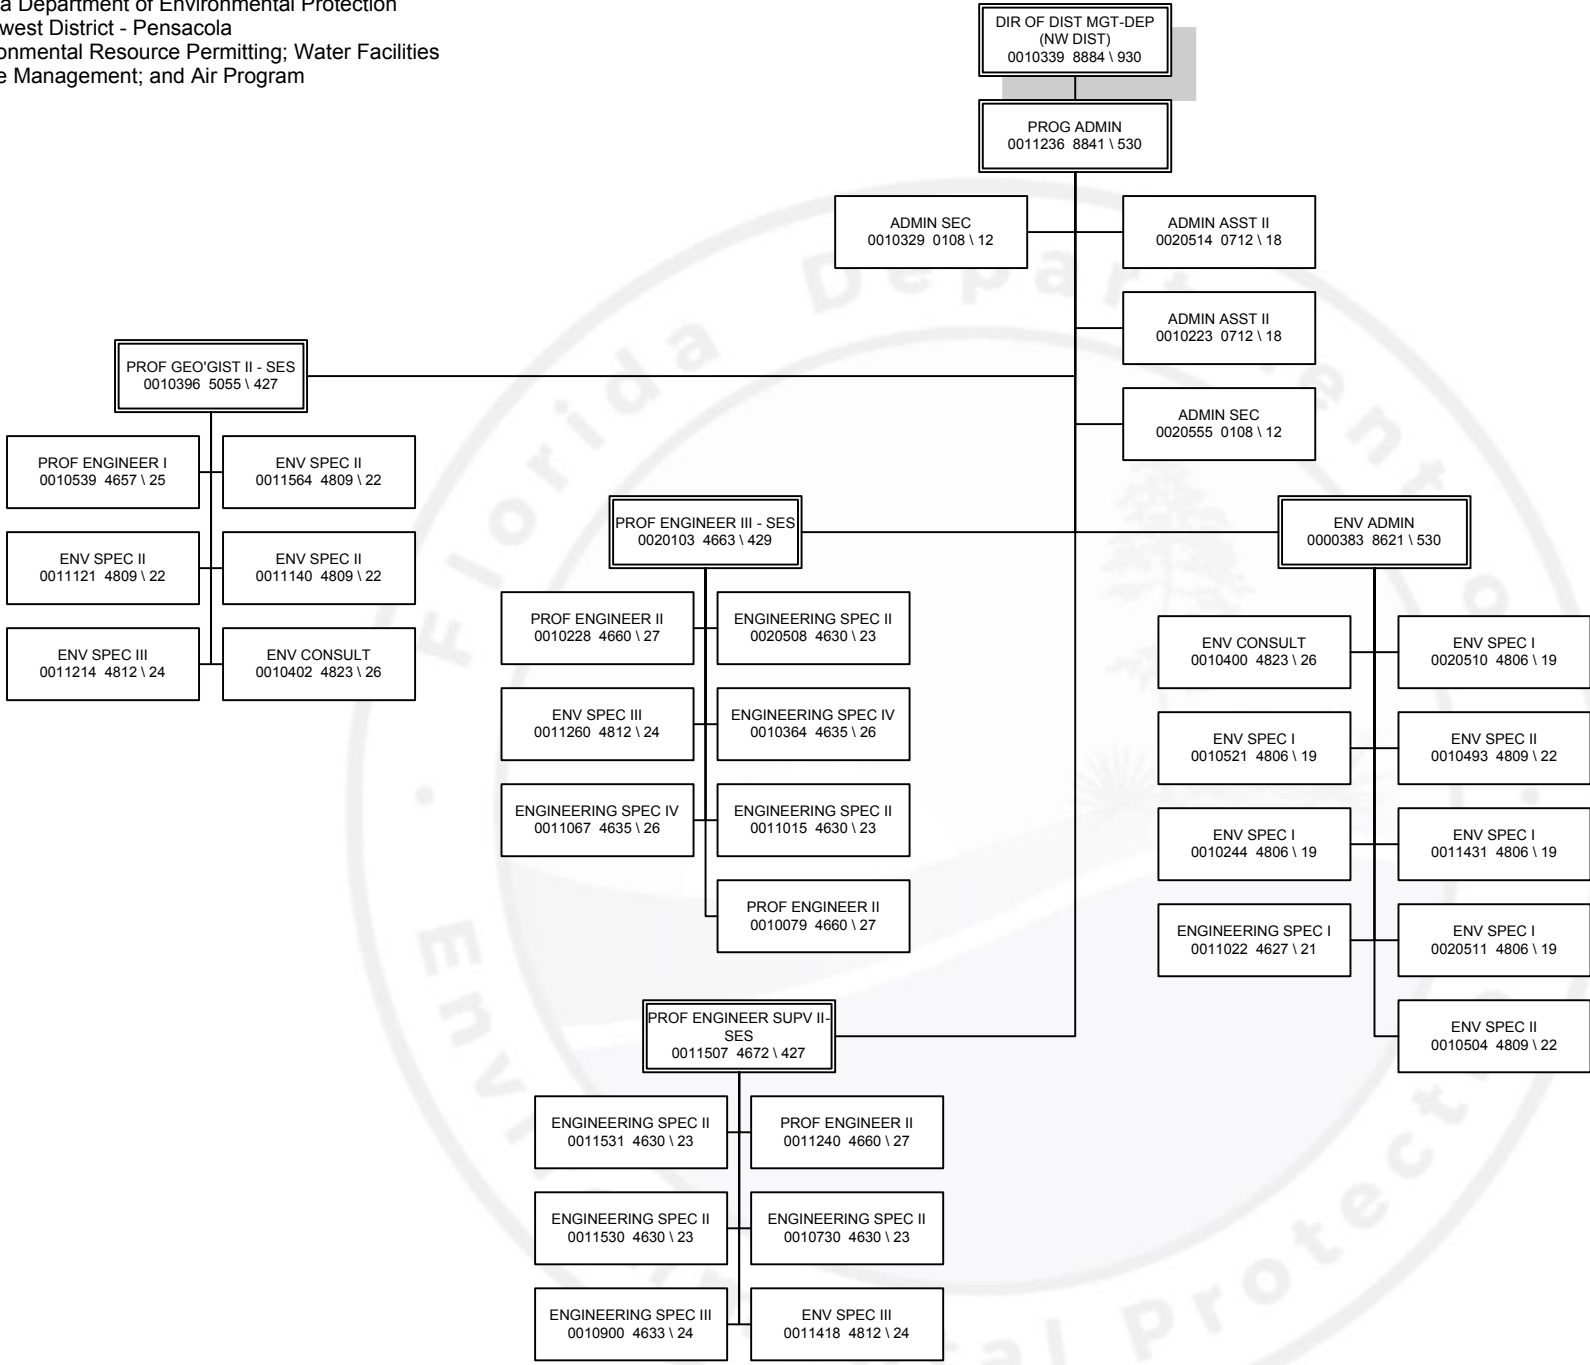 a Department of Environmental Protection
west District - Pensacola
onmental Resource Permitting; Water Facilities
e Management; and Air Program
DIR OF DIST MGT-DEP
(NW DIST)
0010339 8884 \ 930
PROG ADMIN
0011236 8841 \ 530
ADMIN SEC
0010329 0108 \ 12
ADMIN ASST II
0020514 0712 \ 18
ADMIN ASST II
0010223 0712 \ 18
ADMIN SEC
0020555 0108 \ 12
PROF GEO'GIST II - SES
0010396 5055 \ 427
PROF ENGINEER I
0010539 4657 \ 25
ENV SPEC II
0011564 4809 \ 22
ENV SPEC II
0011121 4809 \ 22
ENV SPEC II
0011140 4809 \ 22
ENV SPEC III
0011214 4812 \ 24
ENV CONSULT
0010402 4823 \ 26
PROF ENGINEER III - SES
0020103 4663 \ 429
PROF ENGINEER II
0010228 4660 \ 27
ENGINEERING SPEC II
0020508 4630 \ 23
ENV SPEC III
0011260 4812 \ 24
ENGINEERING SPEC IV
0010364 4635 \ 26
ENGINEERING SPEC IV
0011067 4635 \ 26
ENGINEERING SPEC II
0011015 4630 \ 23
PROF ENGINEER II
0010079 4660 \ 27
ENV ADMIN
0000383 8621 \ 530
ENV CONSULT
0010400 4823 \ 26
ENV SPEC I
0020510 4806 \ 19
ENV SPEC I
0010521 4806 \ 19
ENV SPEC II
0010493 4809 \ 22
ENV SPEC I
0010244 4806 \ 19
ENV SPEC I
0011431 4806 \ 19
ENGINEERING SPEC I
0011022 4627 \ 21
ENV SPEC I
0020511 4806 \ 19
ENV SPEC II
0010504 4809 \ 22
PROF ENGINEER SUPV II-
SES
0011507 4672 \ 427
ENGINEERING SPEC II
0011531 4630 \ 23
PROF ENGINEER II
0011240 4660 \ 27
ENGINEERING SPEC II
0011530 4630 \ 23
ENGINEERING SPEC II
0010730 4630 \ 23
ENGINEERING SPEC III
0010900 4633 \ 24
ENV SPEC III
0011418 4812 \ 24
Florida Department of